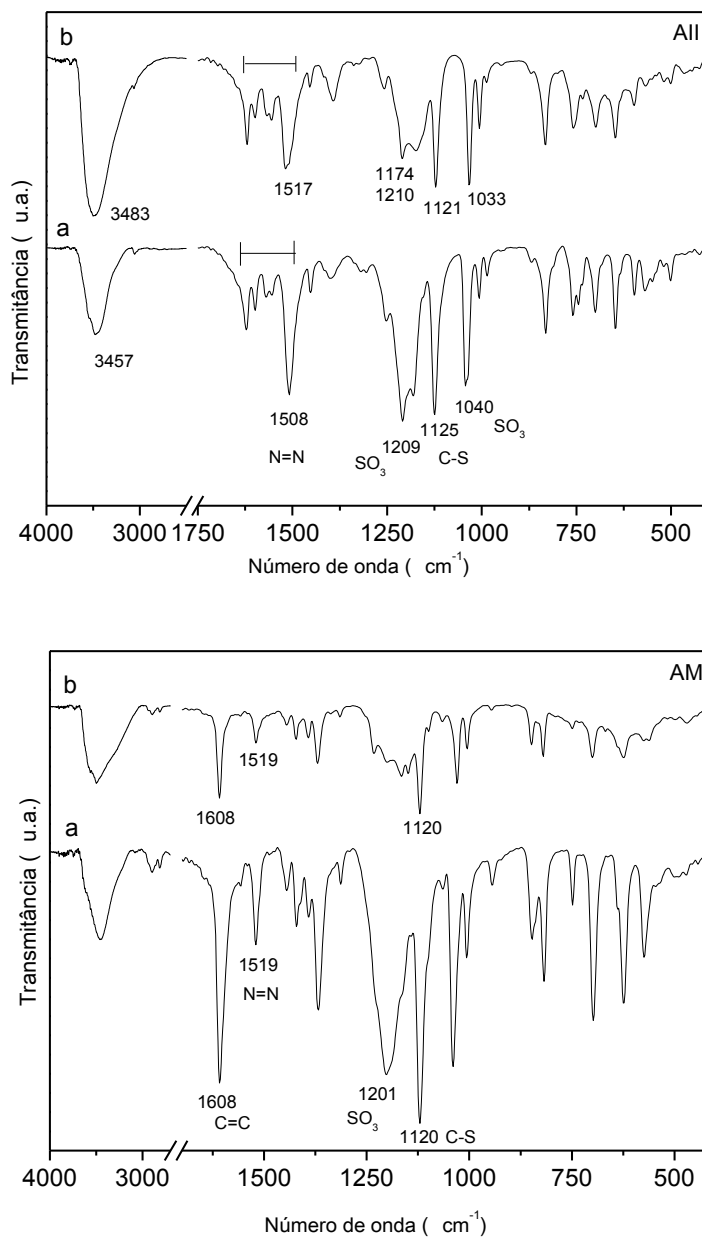 b
AII
3483
1517
1174
1210
1121
1033
a
3457
1508
N=N
SO₃
1209
1125
C-S
1040
SO₃
Transmitância ( u.a.)
4000 3000 1750 1500 1250 1000 750 500
Número de onda ( cm⁻¹)
b
AM
1608
1519
1120
a
1608
C=C
1519
N=N
1201
SO₃
1120 C-S
Transmitância ( u.a.)
4000 3000 1500 1250 1000 750 500
Número de onda ( cm⁻¹)